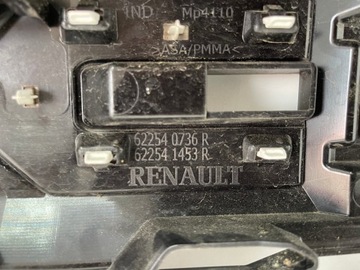 IND Mp4110
>ASA/PMMA<
62254 0736 R
62254 1453 R
RENAULT